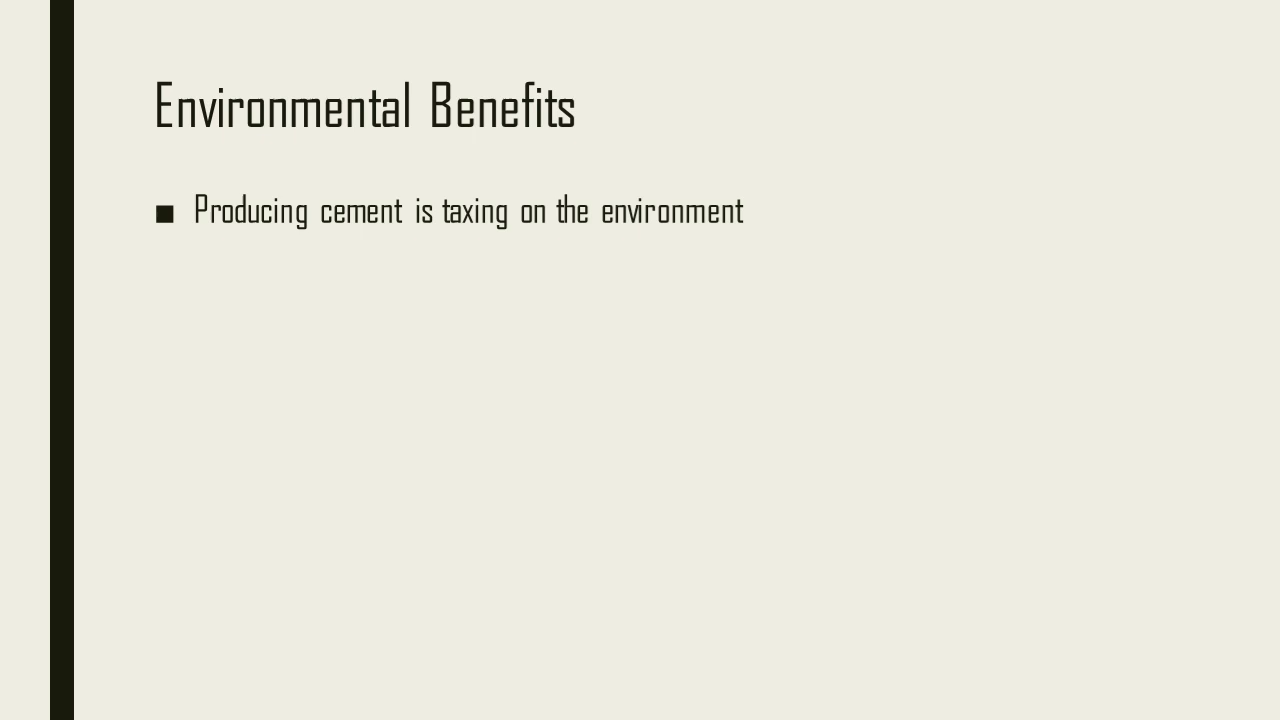 Environmental Benefits
■ Producing cement is taxing on the environment